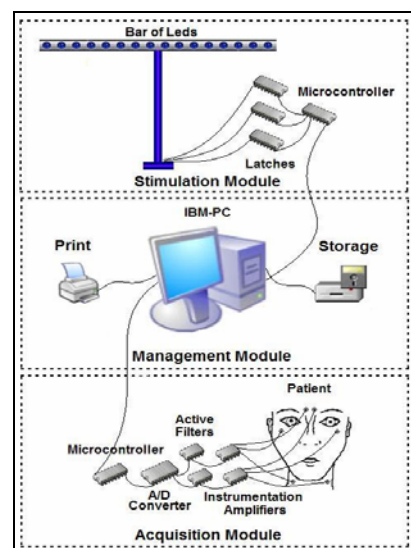 Bar of Leds
Microcontroller
Latches
Stimulation Module
IBM-PC
Print
Storage
Management Module
Patient
Active
Filters
Microcontroller
A/D
Converter
Instrumentation
Amplifiers
Acquisition Module